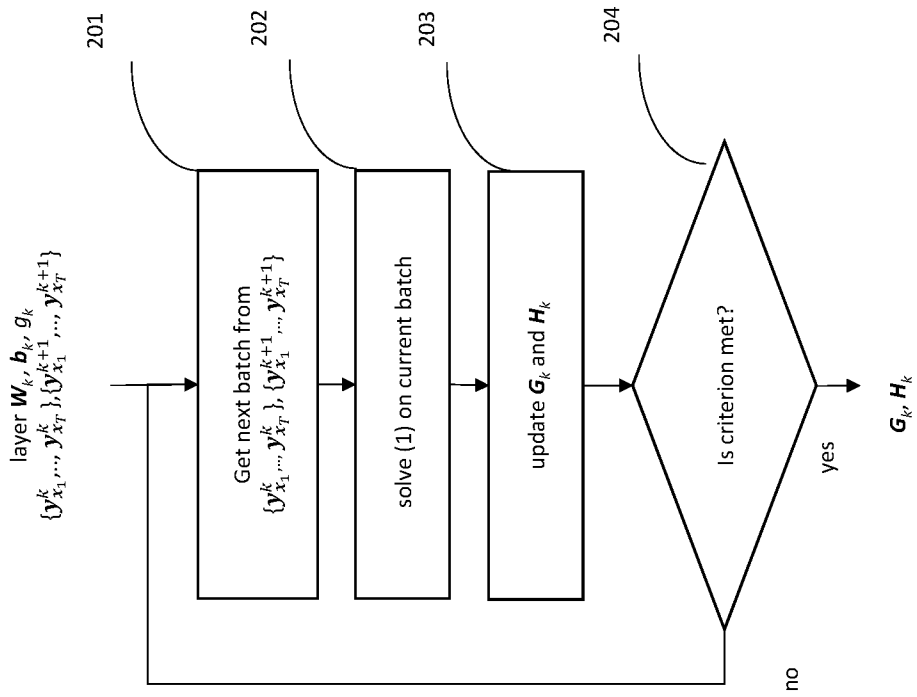 layer W_k, b_k, g_k
{y^k_{x_1},..., y^k_{x_T}},{y^{k+1}_{x_1},..., y^{k+1}_{x_T}}
201
Get next batch from
{y^k_{x_1},... y^k_{x_T}}, {y^{k+1}_{x_1},... y^{k+1}_{x_T}}
202
solve (1) on current batch
203
update G_k and H_k
204
Is criterion met?
no
yes
G_k, H_k